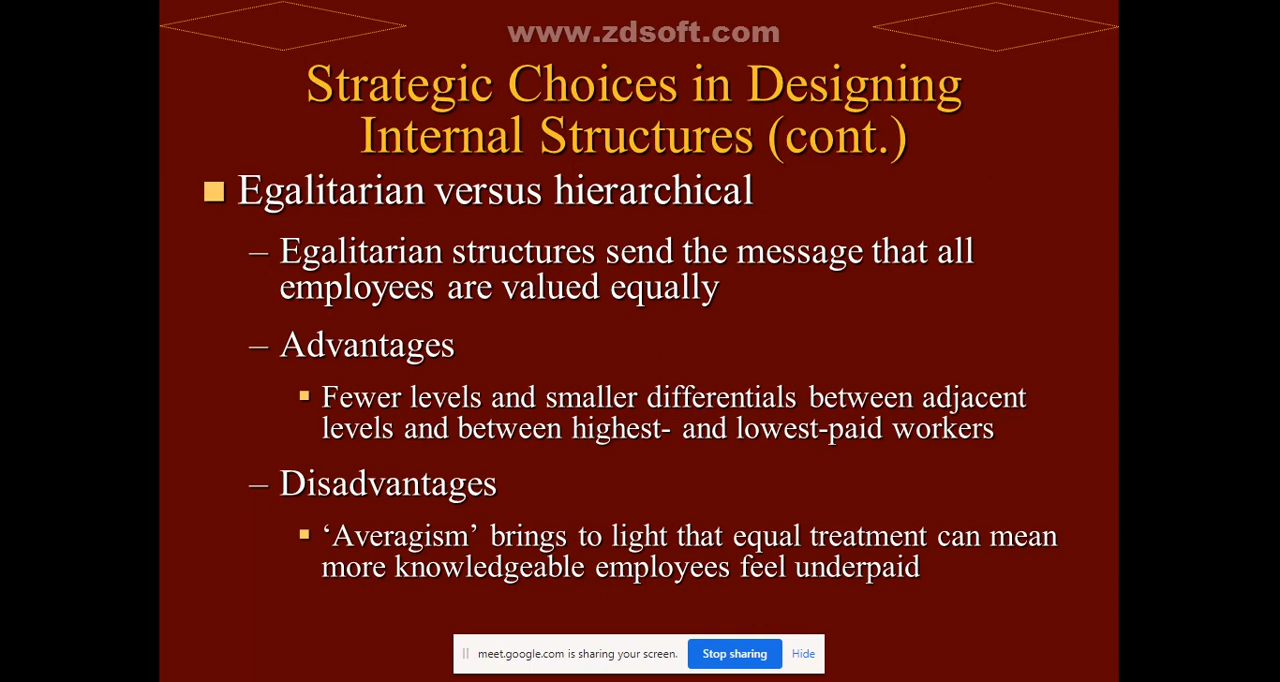 www.zdsoft.com
Strategic Choices in Designing
Internal Structures (cont.)
Egalitarian versus hierarchical
– Egalitarian structures send the message that all
employees are valued equally
– Advantages
Fewer levels and smaller differentials between adjacent
levels and between highest- and lowest-paid workers
– Disadvantages
‘Averagism’ brings to light that equal treatment can mean
more knowledgeable employees feel underpaid
meet.google.com is sharing your screen. Stop sharing Hide